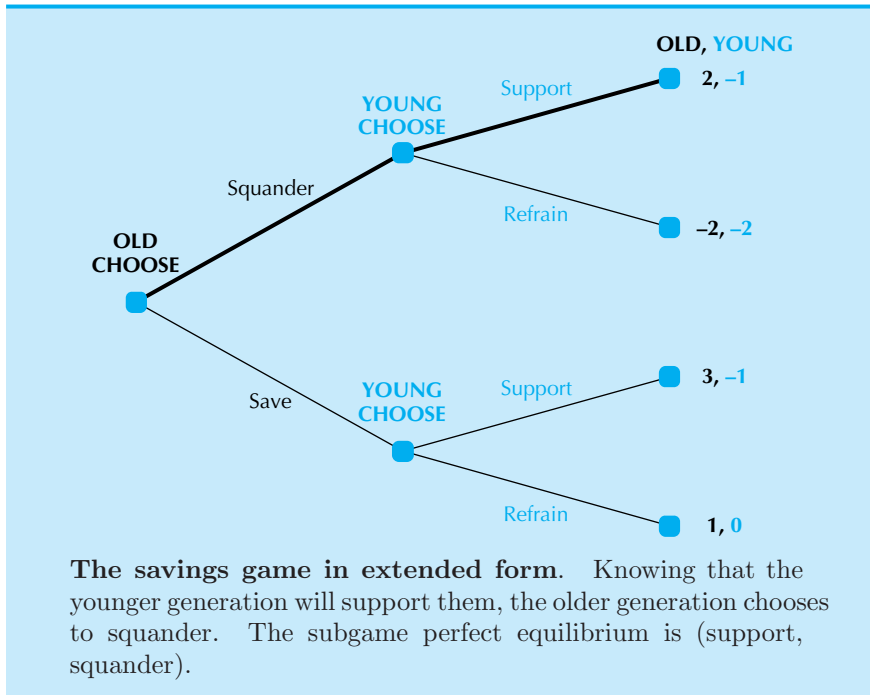 OLD, YOUNG
2, –1
Support
YOUNG
CHOOSE
Squander
Refrain
–2, –2
OLD
CHOOSE
3, –1
Support
YOUNG
CHOOSE
Save
Refrain
1, 0
The savings game in extended form. Knowing that the
younger generation will support them, the older generation chooses
to squander. The subgame perfect equilibrium is (support,
squander).